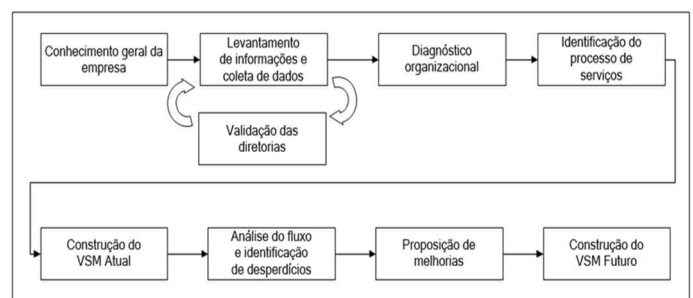 Conhecimento geral da
empresa
Levantamento
de informações e
coleta de dados
Diagnóstico
organizacional
Identificação do
processo de
serviços
Validação das
diretorias
Construção do
VSM Atual
Análise do fluxo
e identificação
de desperdícios
Proposição de
melhorias
Construção do
VSM Futuro